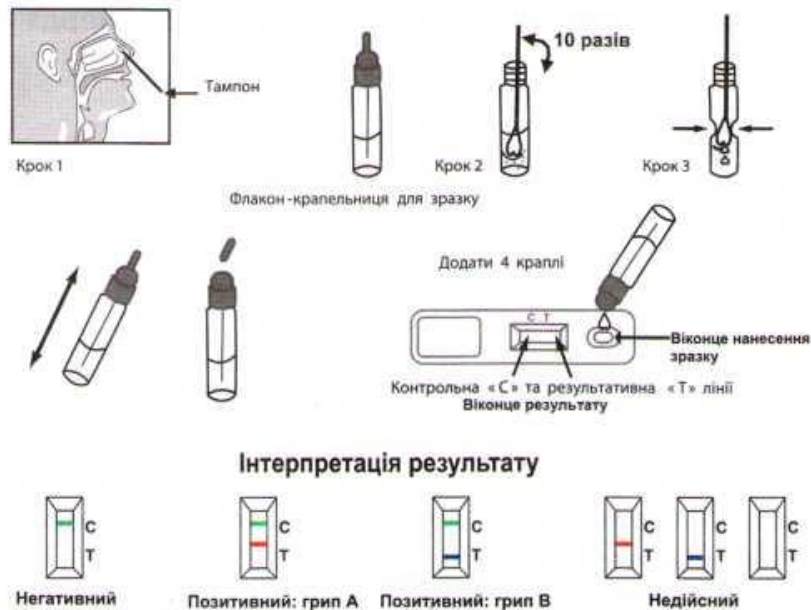 10 разів
Тампон
Крок 1
Крок 2
Крок 3
Флакон-крапельниця для зразку
Додати 4 краплі
С Т
Віконце нанесення
зразку
Контрольна «С» та результативна «Т» лінії
Віконце результату
Інтерпретація результату
С
Т
Негативний
С
Т
Позитивний: грип А
С
Т
Позитивний: грип В
С
Т
С
Т
С
Т
Недійсний